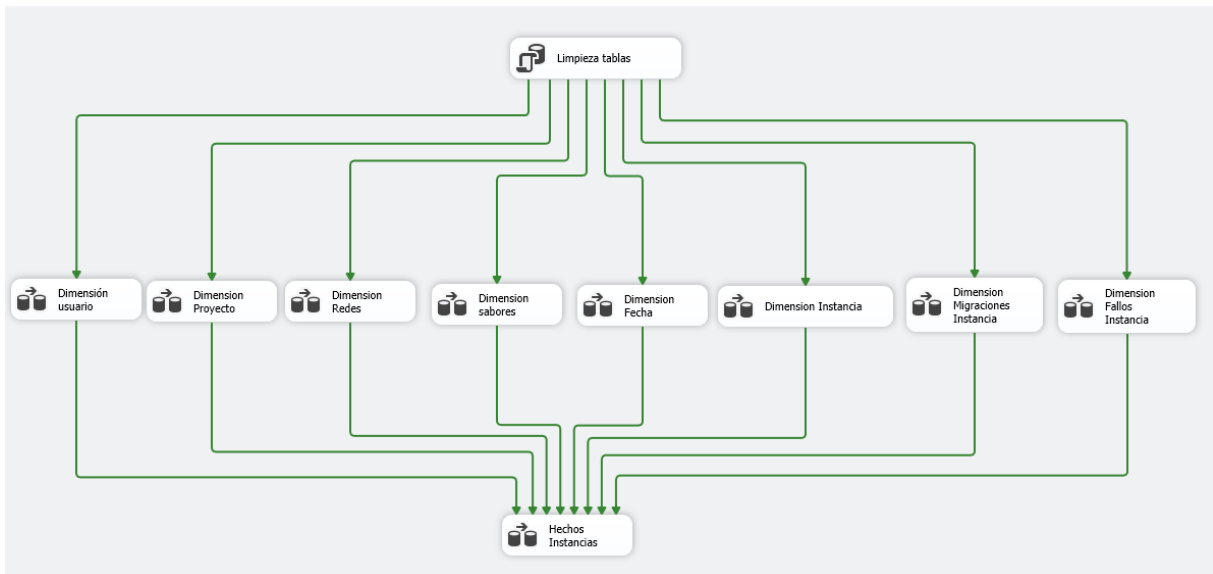 Limpieza tablas
Dimensión
usuario
Dimension
Proyecto
Dimension
Redes
Dimension
sabores
Dimension
Fecha
Dimension Instancia
Dimension
Migraciones
Instancia
Dimension
Fallos
Instancia
Hechos
Instancias